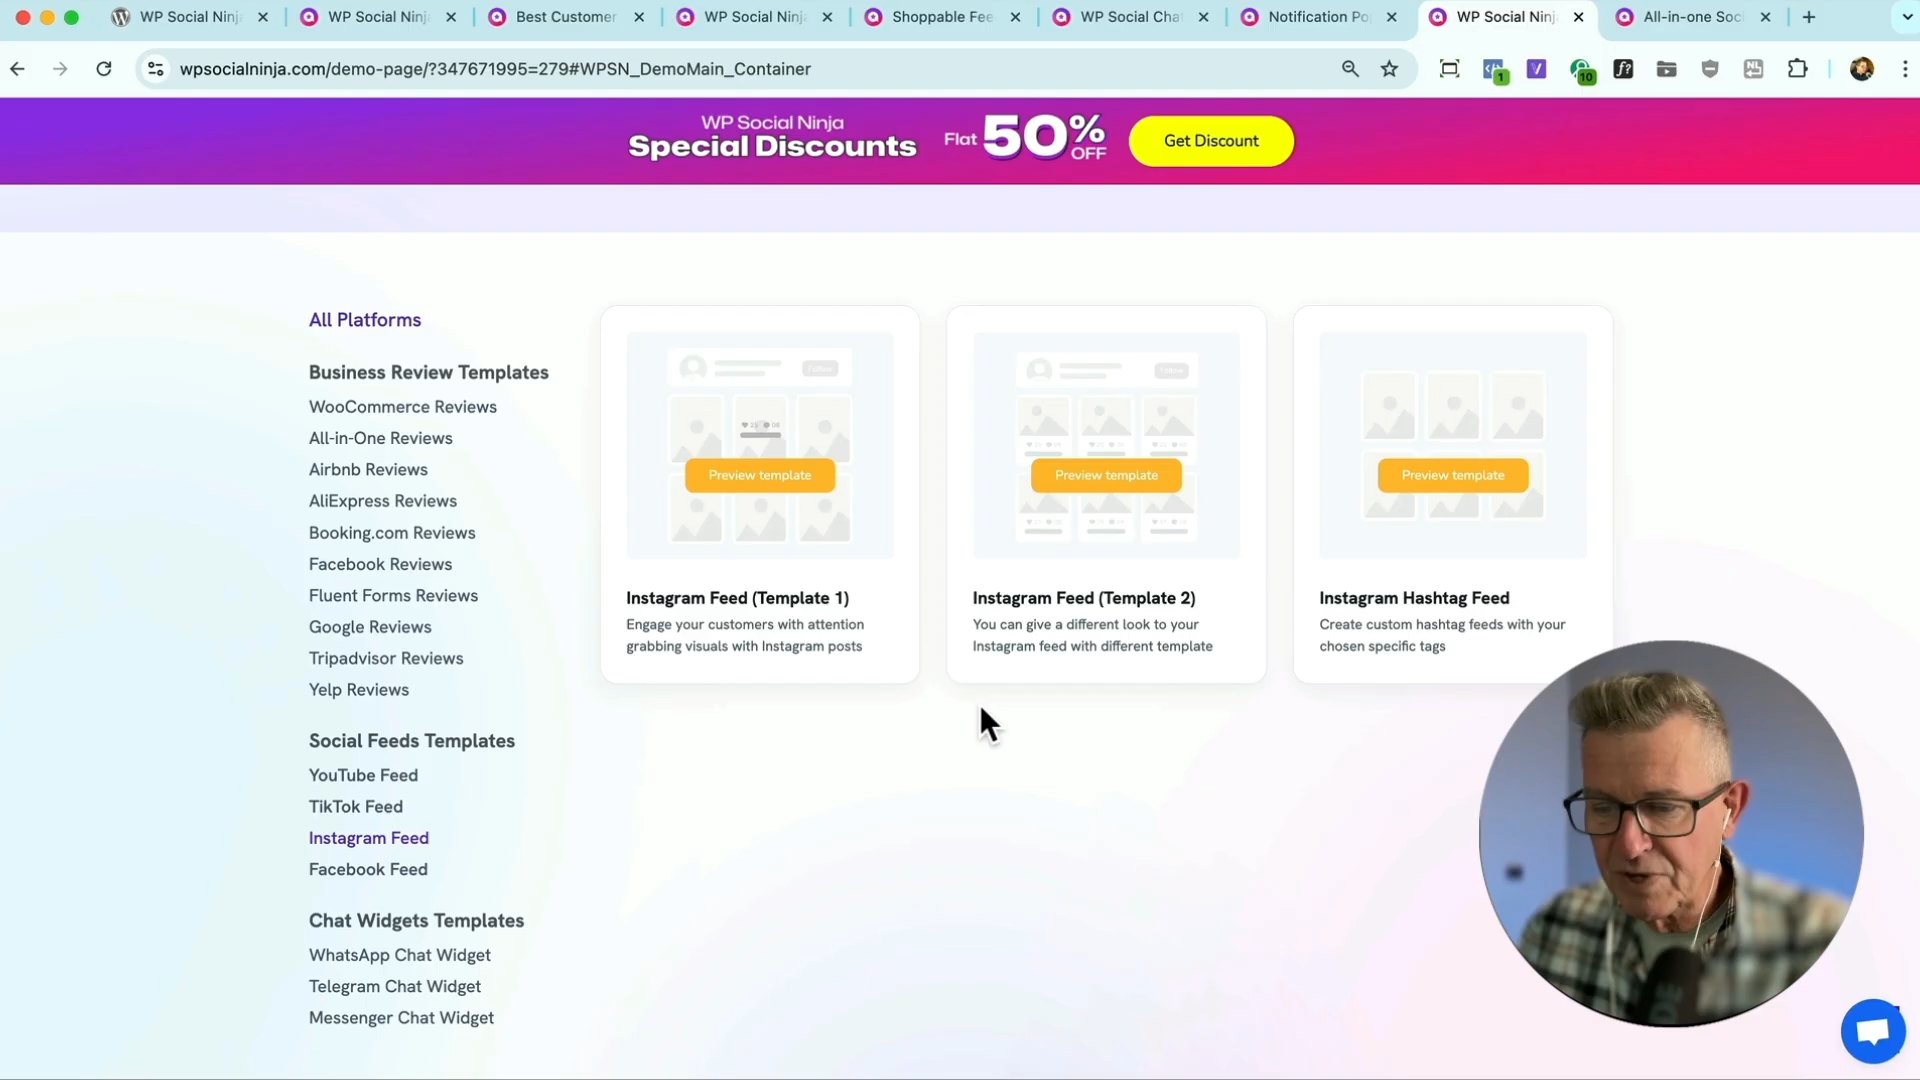 WP Social Ninj
WP Social Ninj
Best Customer
WP Social Ninj
Shoppable Fee
WP Social Cha
Notification Po
WP Social Ninj
All-in-one Soc
wpsocialninja.com/demo-page/?347671995=279#WPSN_DemoMain_Container
1
10
WP Social Ninja
Special Discounts
Flat 50% OFF
Get Discount
All Platforms
Business Review Templates
WooCommerce Reviews
All-in-One Reviews
Airbnb Reviews
AliExpress Reviews
Booking.com Reviews
Facebook Reviews
Fluent Forms Reviews
Google Reviews
Tripadvisor Reviews
Yelp Reviews
Social Feeds Templates
YouTube Feed
TikTok Feed
Instagram Feed
Facebook Feed
Chat Widgets Templates
WhatsApp Chat Widget
Telegram Chat Widget
Messenger Chat Widget
Follow
Preview template
Instagram Feed (Template 1)
Engage your customers with attention
grabbing visuals with Instagram posts
Preview template
Instagram Feed (Template 2)
You can give a different look to your
Instagram feed with different template
Preview template
Instagram Hashtag Feed
Create custom hashtag feeds with your
chosen specific tags